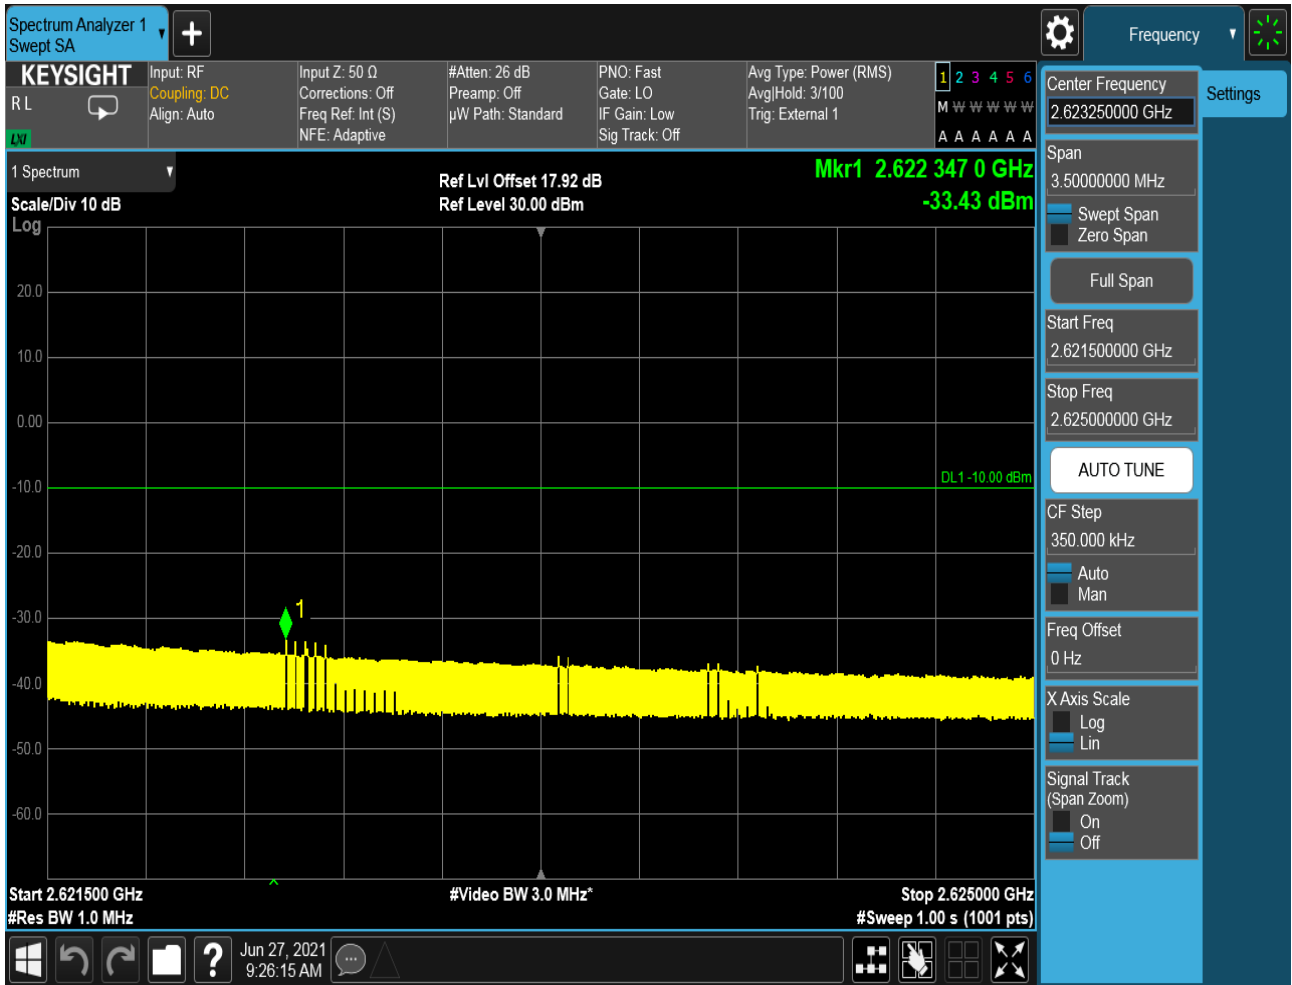 Spectrum Analyzer 1
Swept SA
+
Frequency
KEYSIGHT
R L
LXI
Input: RF
Coupling: DC
Align: Auto
Input Z: 50 Ω
Corrections: Off
Freq Ref: Int (S)
NFE: Adaptive
#Atten: 26 dB
Preamp: Off
µW Path: Standard
PNO: Fast
Gate: LO
IF Gain: Low
Sig Track: Off
Avg Type: Power (RMS)
Avg|Hold: 3/100
Trig: External 1
1 2 3 4 5 6
M W W W W W
A A A A A A
1 Spectrum
Scale/Div 10 dB
Log
Ref Lvl Offset 17.92 dB
Ref Level 30.00 dBm
Mkr1 2.622 347 0 GHz
-33.43 dBm
20.0
10.0
0.00
-10.0
-20.0
-30.0
-40.0
-50.0
-60.0
DL1 -10.00 dBm
1
Start 2.621500 GHz
#Res BW 1.0 MHz
#Video BW 3.0 MHz*
Stop 2.625000 GHz
#Sweep 1.00 s (1001 pts)
Center Frequency
2.623250000 GHz
Span
3.50000000 MHz
Swept Span
Zero Span
Full Span
Start Freq
2.621500000 GHz
Stop Freq
2.625000000 GHz
AUTO TUNE
CF Step
350.000 kHz
Auto
Man
Freq Offset
0 Hz
X Axis Scale
Log
Lin
Signal Track
(Span Zoom)
On
Off
Settings
?
Jun 27, 2021
9:26:15 AM